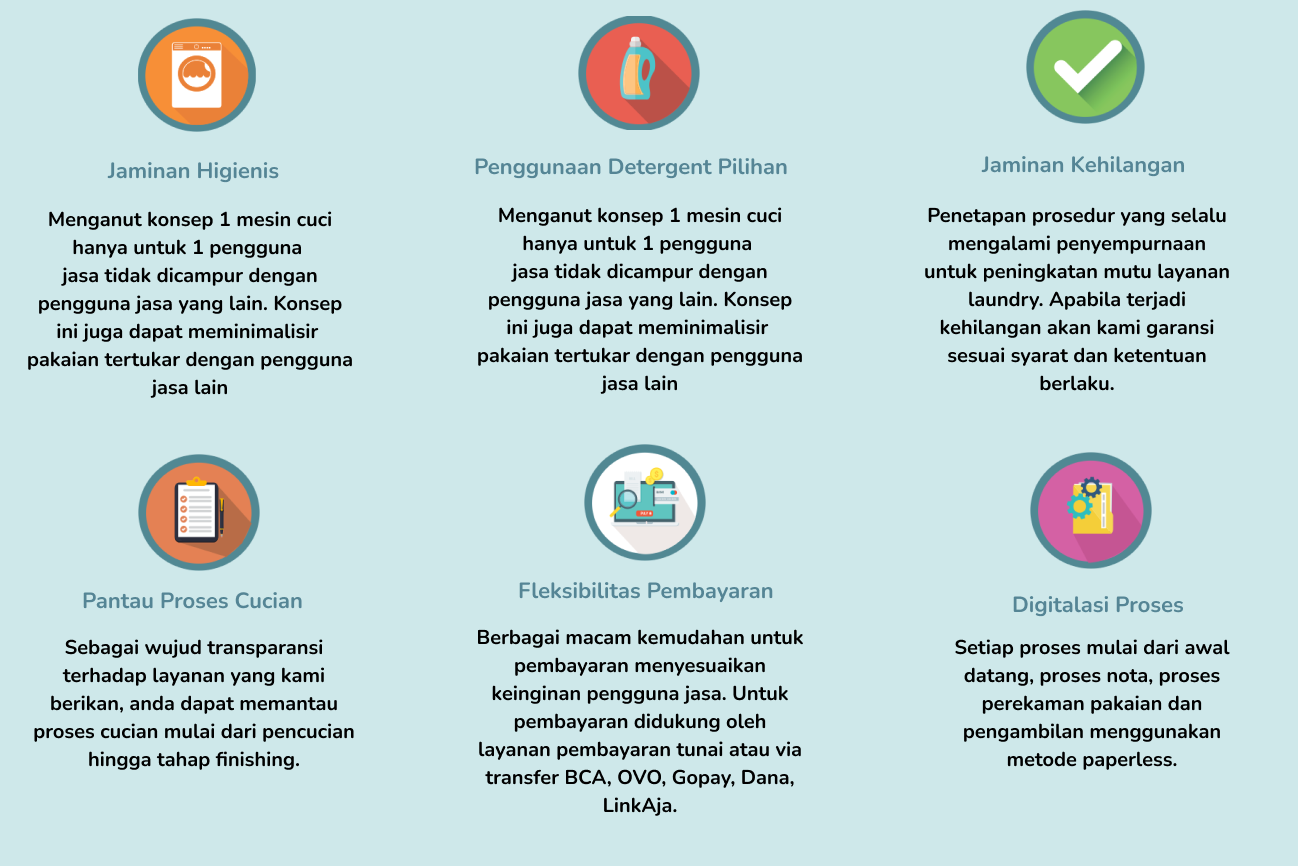 Jaminan Higienis
Menganut konsep 1 mesin cuci
hanya untuk 1 pengguna
jasa tidak dicampur dengan
pengguna jasa yang lain. Konsep
ini juga dapat meminimalisir
pakaian tertukar dengan pengguna
jasa lain
Penggunaan Detergent Pilihan
Menganut konsep 1 mesin cuci
hanya untuk 1 pengguna
jasa tidak dicampur dengan
pengguna jasa yang lain. Konsep
ini juga dapat meminimalisir
pakaian tertukar dengan pengguna
jasa lain
Jaminan Kehilangan
Penetapan prosedur yang selalu
mengalami penyempurnaan
untuk peningkatan mutu layanan
laundry. Apabila terjadi
kehilangan akan kami garansi
sesuai syarat dan ketentuan
berlaku.
Pantau Proses Cucian
Sebagai wujud transparansi
terhadap layanan yang kami
berikan, anda dapat memantau
proses cucian mulai dari pencucian
hingga tahap finishing.
Fleksibilitas Pembayaran
Berbagai macam kemudahan untuk
pembayaran menyesuaikan
keinginan pengguna jasa. Untuk
pembayaran didukung oleh
layanan pembayaran tunai atau via
transfer BCA, OVO, Gopay, Dana,
LinkAja.
Digitalasi Proses
Setiap proses mulai dari awal
datang, proses nota, proses
perekaman pakaian dan
pengambilan menggunakan
metode paperless.